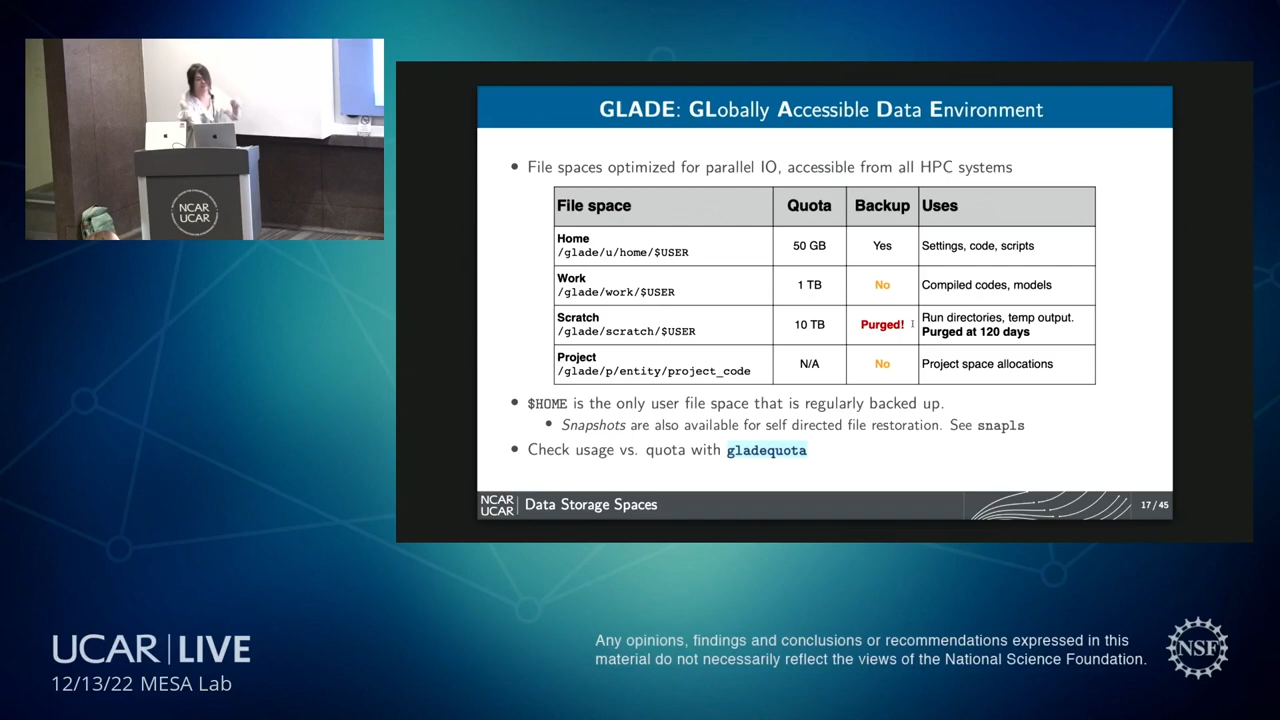 GLADE: GLobally Accessible Data Environment
• File spaces optimized for parallel IO, accessible from all HPC systems
File space Quota Backup Uses
Home
/glade/u/home/$USER 50 GB Yes Settings, code, scripts
Work
/glade/work/$USER 1 TB No Compiled codes, models
Scratch
/glade/scratch/$USER 10 TB Purged! Run directories, temp output.
Purged at 120 days
Project
/glade/p/entity/project_code N/A No Project space allocations
• $HOME is the only user file space that is regularly backed up.
• Snapshots are also available for self directed file restoration. See snapls
• Check usage vs. quota with gladequota
NCAR
UCAR
Data Storage Spaces
17/45
NCAR
UCAR
UCAR | LIVE
12/13/22 MESA Lab
Any opinions, findings and conclusions or recommendations expressed in this
material do not necessarily reflect the views of the National Science Foundation.
NSF